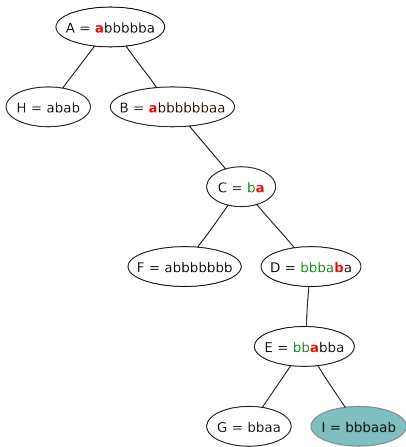 A = abbbbba
H = abab
B = abbbbbbaa
C = ba
F = abbbbbbb
D = bbbaba
E = bbabba
G = bbaa
I = bbbaab